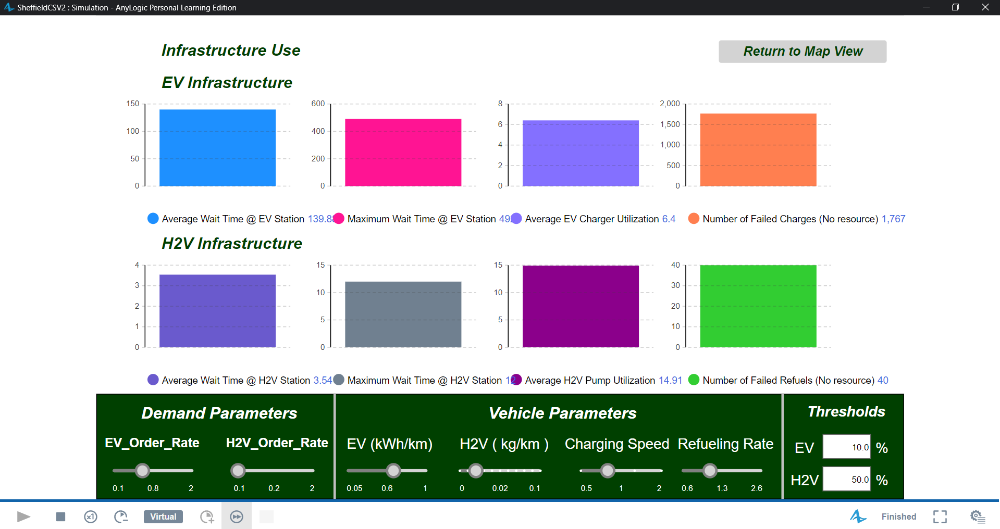 SheffieldCSV2 : Simulation - AnyLogic Personal Learning Edition
Infrastructure Use
Return to Map View
EV Infrastructure
150
100
50
0
600
400
200
0
8
6
4
2
0
2,000
1,500
1,000
500
0
Average Wait Time @ EV Station
Maximum Wait Time @ EV Station
Average EV Charger Utilization 6.4
Number of Failed Charges (No resource) 1,767
H2V Infrastructure
4
3
2
1
0
15
10
5
0
15
10
5
0
40
30
20
10
0
Average Wait Time @ H2V Station 3.54
Maximum Wait Time @ H2V Station 12
Average H2V Pump Utilization 14.91
Number of Failed Refuels (No resource) 40
Demand Parameters
EV_Order_Rate
0.1 0.8 2
H2V_Order_Rate
0.1 0.2 2
Vehicle Parameters
EV (kWh/km)
0.05 0.6 1
H2V ( kg/km )
0 0.02 0.1
Charging Speed
0.5 1 2
Refueling Rate
0.6 1.3 2.6
Thresholds
EV 10.0 %
H2V 50.0 %
x1
Virtual
Finished